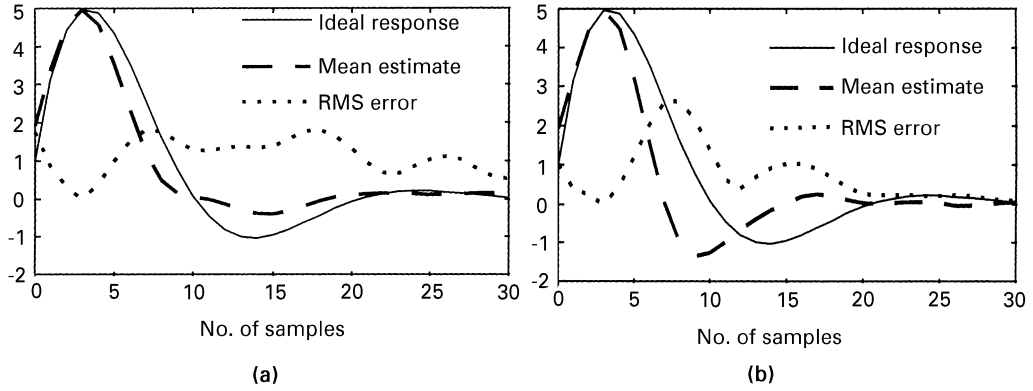 5
4
3
2
1
0
-1
-2
Ideal response
Mean estimate
RMS error
0 5 10 15 20 25 30
No. of samples
(a)
5
4
3
2
1
0
-1
-2
Ideal response
Mean estimate
RMS error
0 5 10 15 20 25 30
No. of samples
(b)